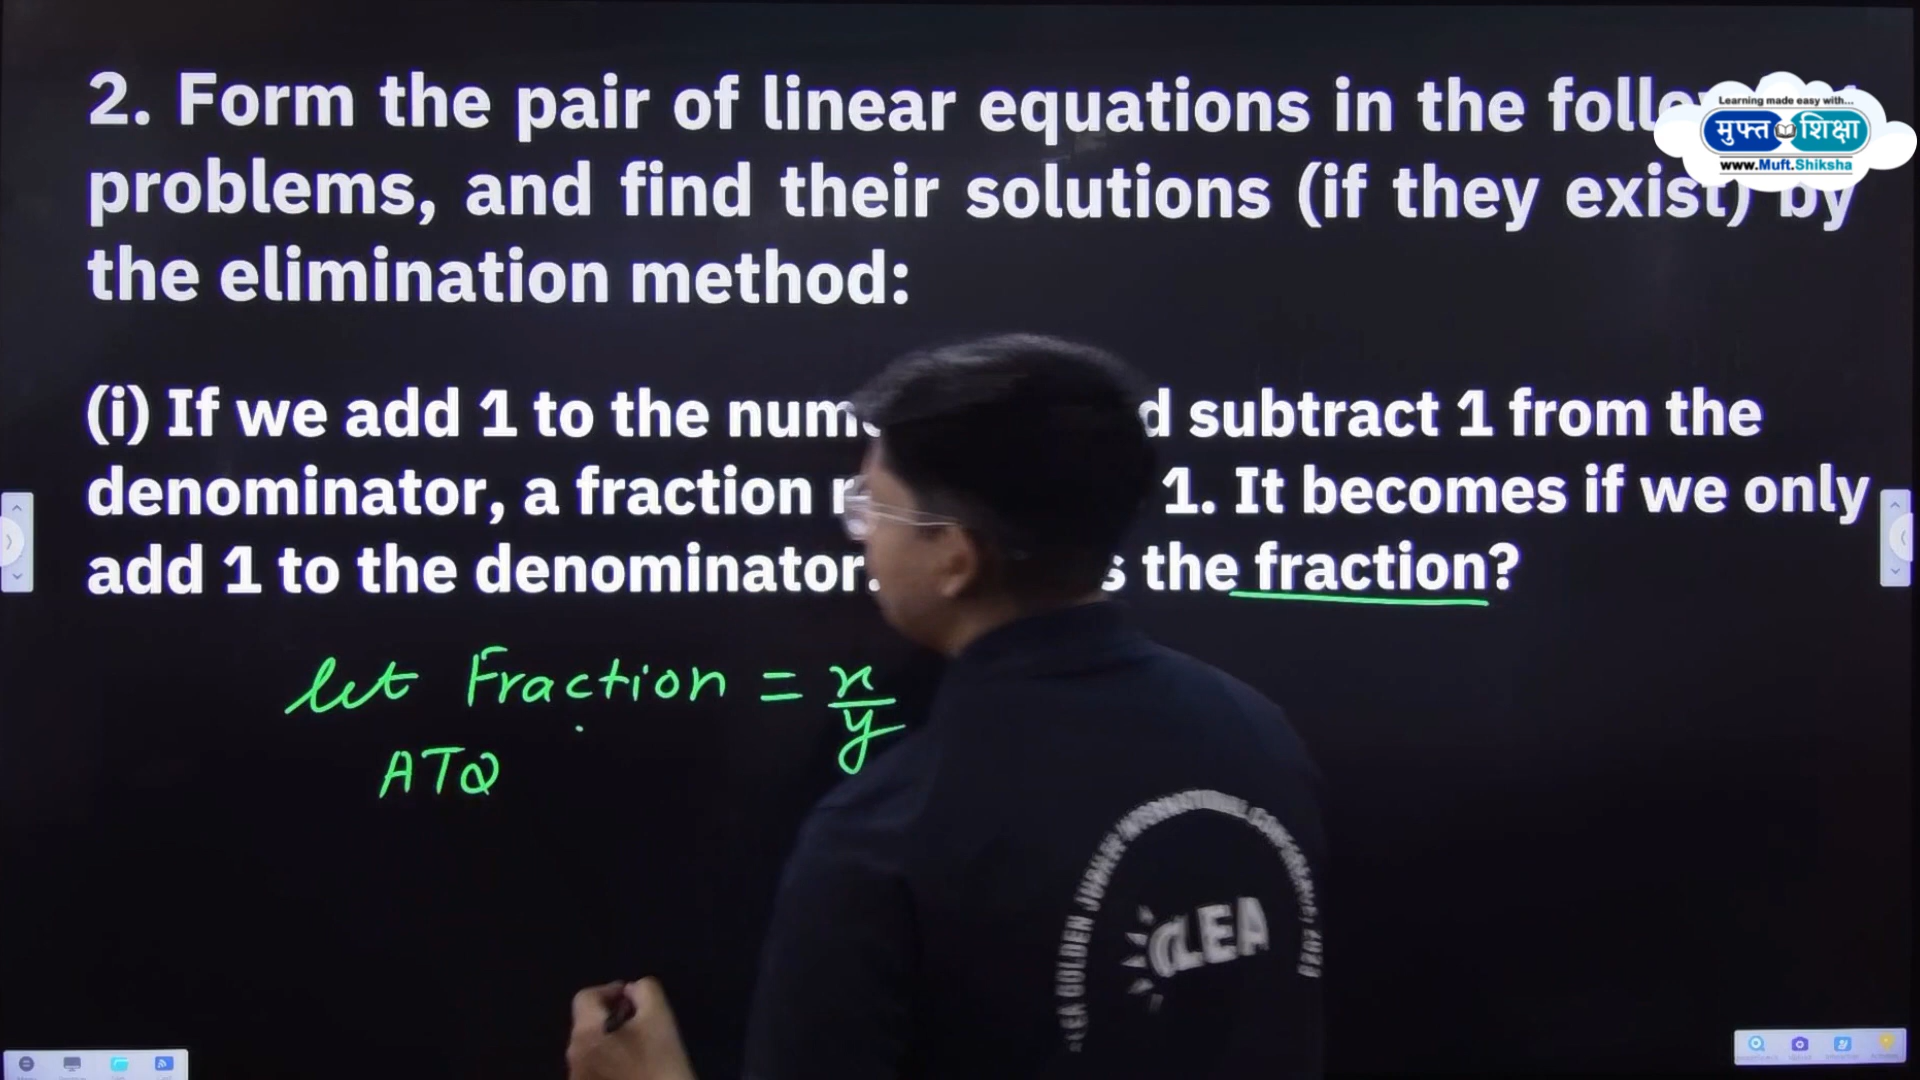 2. Form the pair of linear equations in the
problems, and find their solutions (if they exist) by
the elimination method:
(i) If we add 1 to the subtract 1 from the
denominator, a fraction 1. It becomes if we only
add 1 to the denominator. the fraction?
let Fraction = x/y
ATQ
Learning made easy with...
मुफ्त शिक्षा
www.Muft.Shiksha
GOLDEN JUBILEE INTERNATIONAL
CLEA